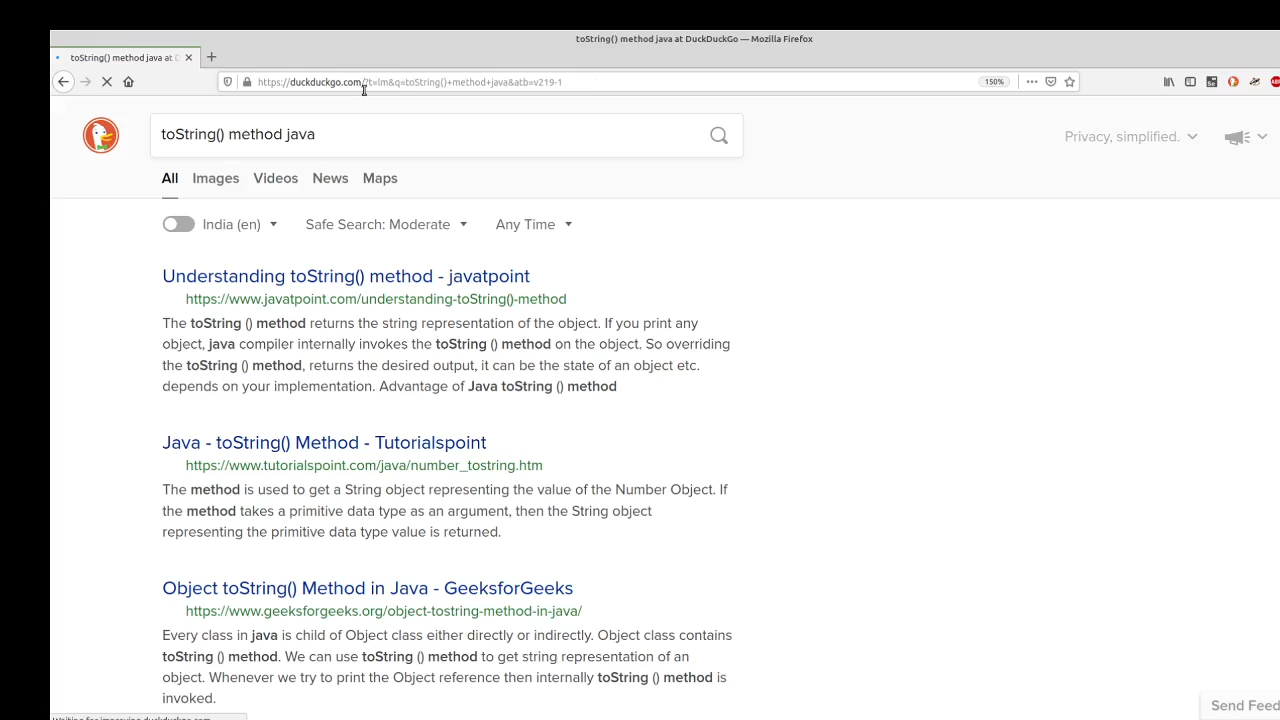 toString() method java at DuckDuckGo — Mozilla Firefox
toString() method java at D
https://duckduckgo.com/?t=lm&q=toString()+method+java&atb=v219-1
150%
toString() method java
Privacy, simplified.
All Images Videos News Maps
India (en) Safe Search: Moderate Any Time
Understanding toString() method - javatpoint
https://www.javatpoint.com/understanding-toString()-method
The toString () method returns the string representation of the object. If you print any
object, java compiler internally invokes the toString () method on the object. So overriding
the toString () method, returns the desired output, it can be the state of an object etc.
depends on your implementation. Advantage of Java toString () method
Java - toString() Method - Tutorialspoint
https://www.tutorialspoint.com/java/number_tostring.htm
The method is used to get a String object representing the value of the Number Object. If
the method takes a primitive data type as an argument, then the String object
representing the primitive data type value is returned.
Object toString() Method in Java - GeeksforGeeks
https://www.geeksforgeeks.org/object-tostring-method-in-java/
Every class in java is child of Object class either directly or indirectly. Object class contains
toString () method. We can use toString () method to get string representation of an
object. Whenever we try to print the Object reference then internally toString () method is
invoked.
Send Feed